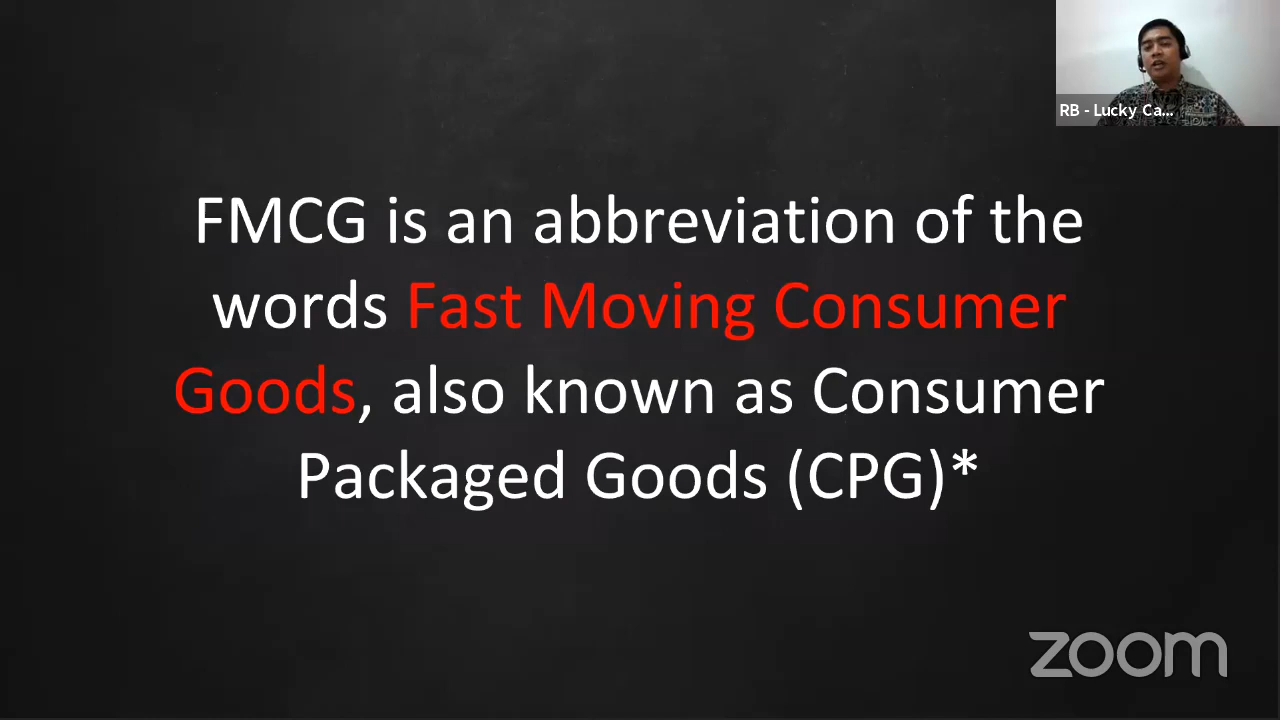 RB - Lucky Ca...
FMCG is an abbreviation of the
words Fast Moving Consumer
Goods, also known as Consumer
Packaged Goods (CPG)*
zoom